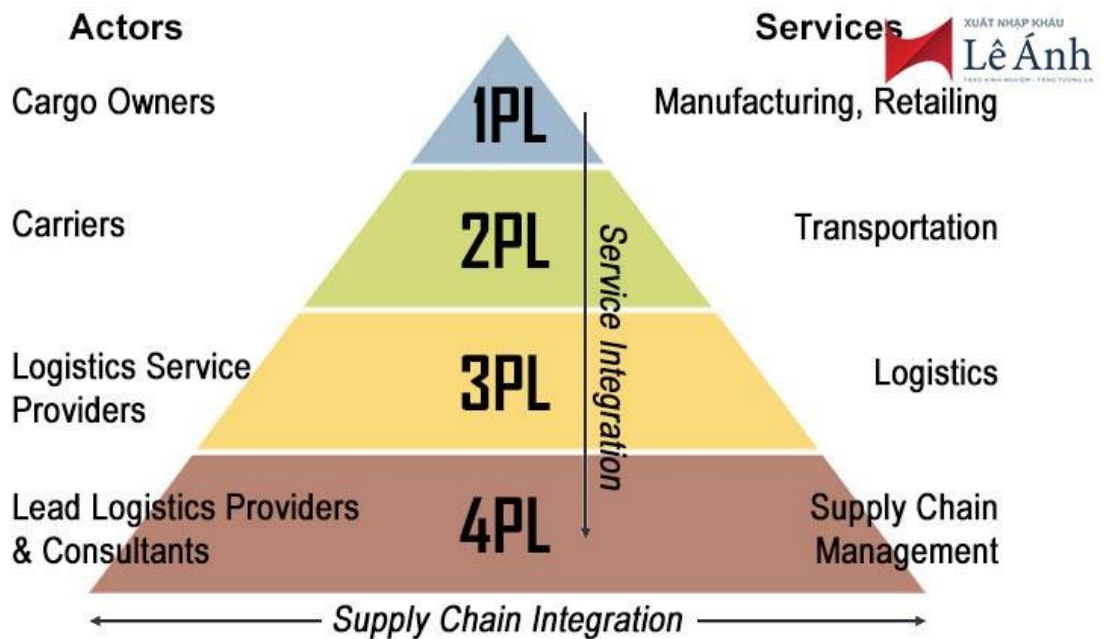 Actors
Services
XUẤT NHẬP KHẨU
Lê Ánh
Cargo Owners
1PL
Manufacturing, Retailing
Carriers
2PL
Transportation
Service Integration
Logistics Service
Providers
3PL
Logistics
Lead Logistics Providers
& Consultants
4PL
Supply Chain
Management
Supply Chain Integration